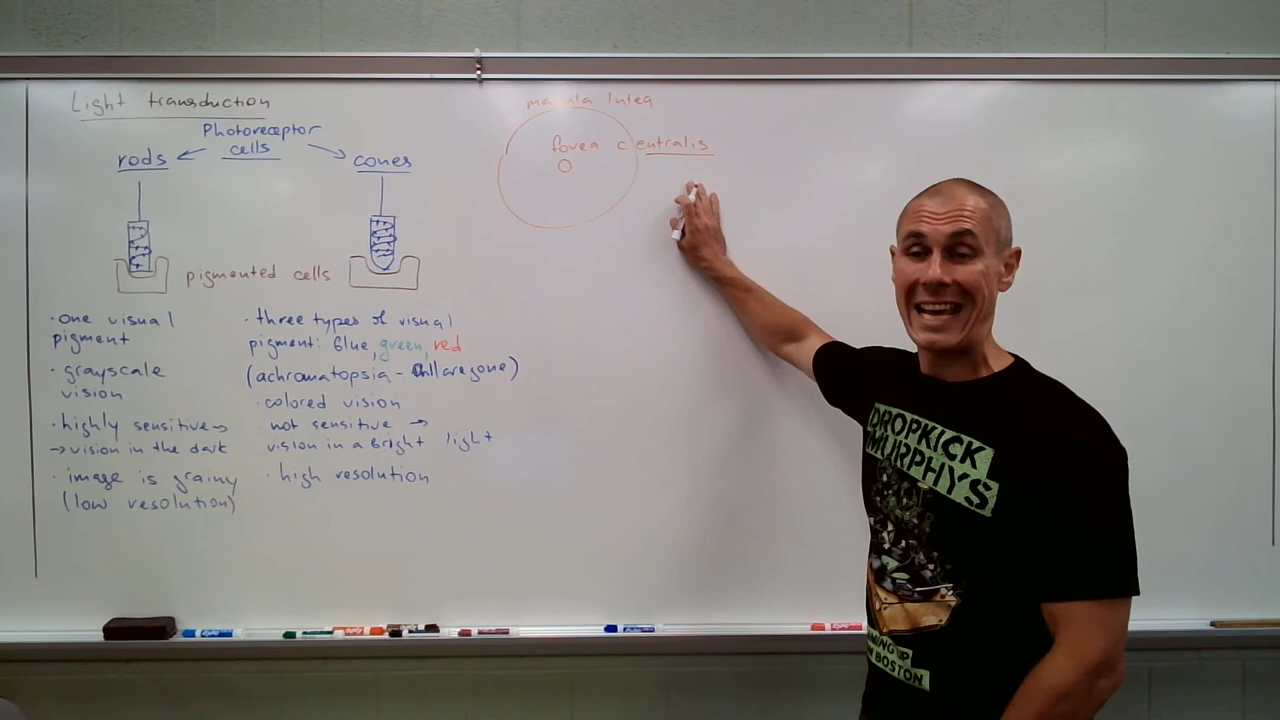 Light transduction
Photoreceptor
cells
rods
cones
pigmented cells
· one visual
pigment
· grayscale
vision
· highly sensitive →
→ vision in the dark
· image is grainy
(low resolution)
· three types of visual
pigment: Blue, green, red
(achromatopsia - all are gone)
· colored vision
not sensitive →
vision in a bright light
· high resolution
macula lutea
fovea centralis
DROPKICK
MURPHYS
BOSTON